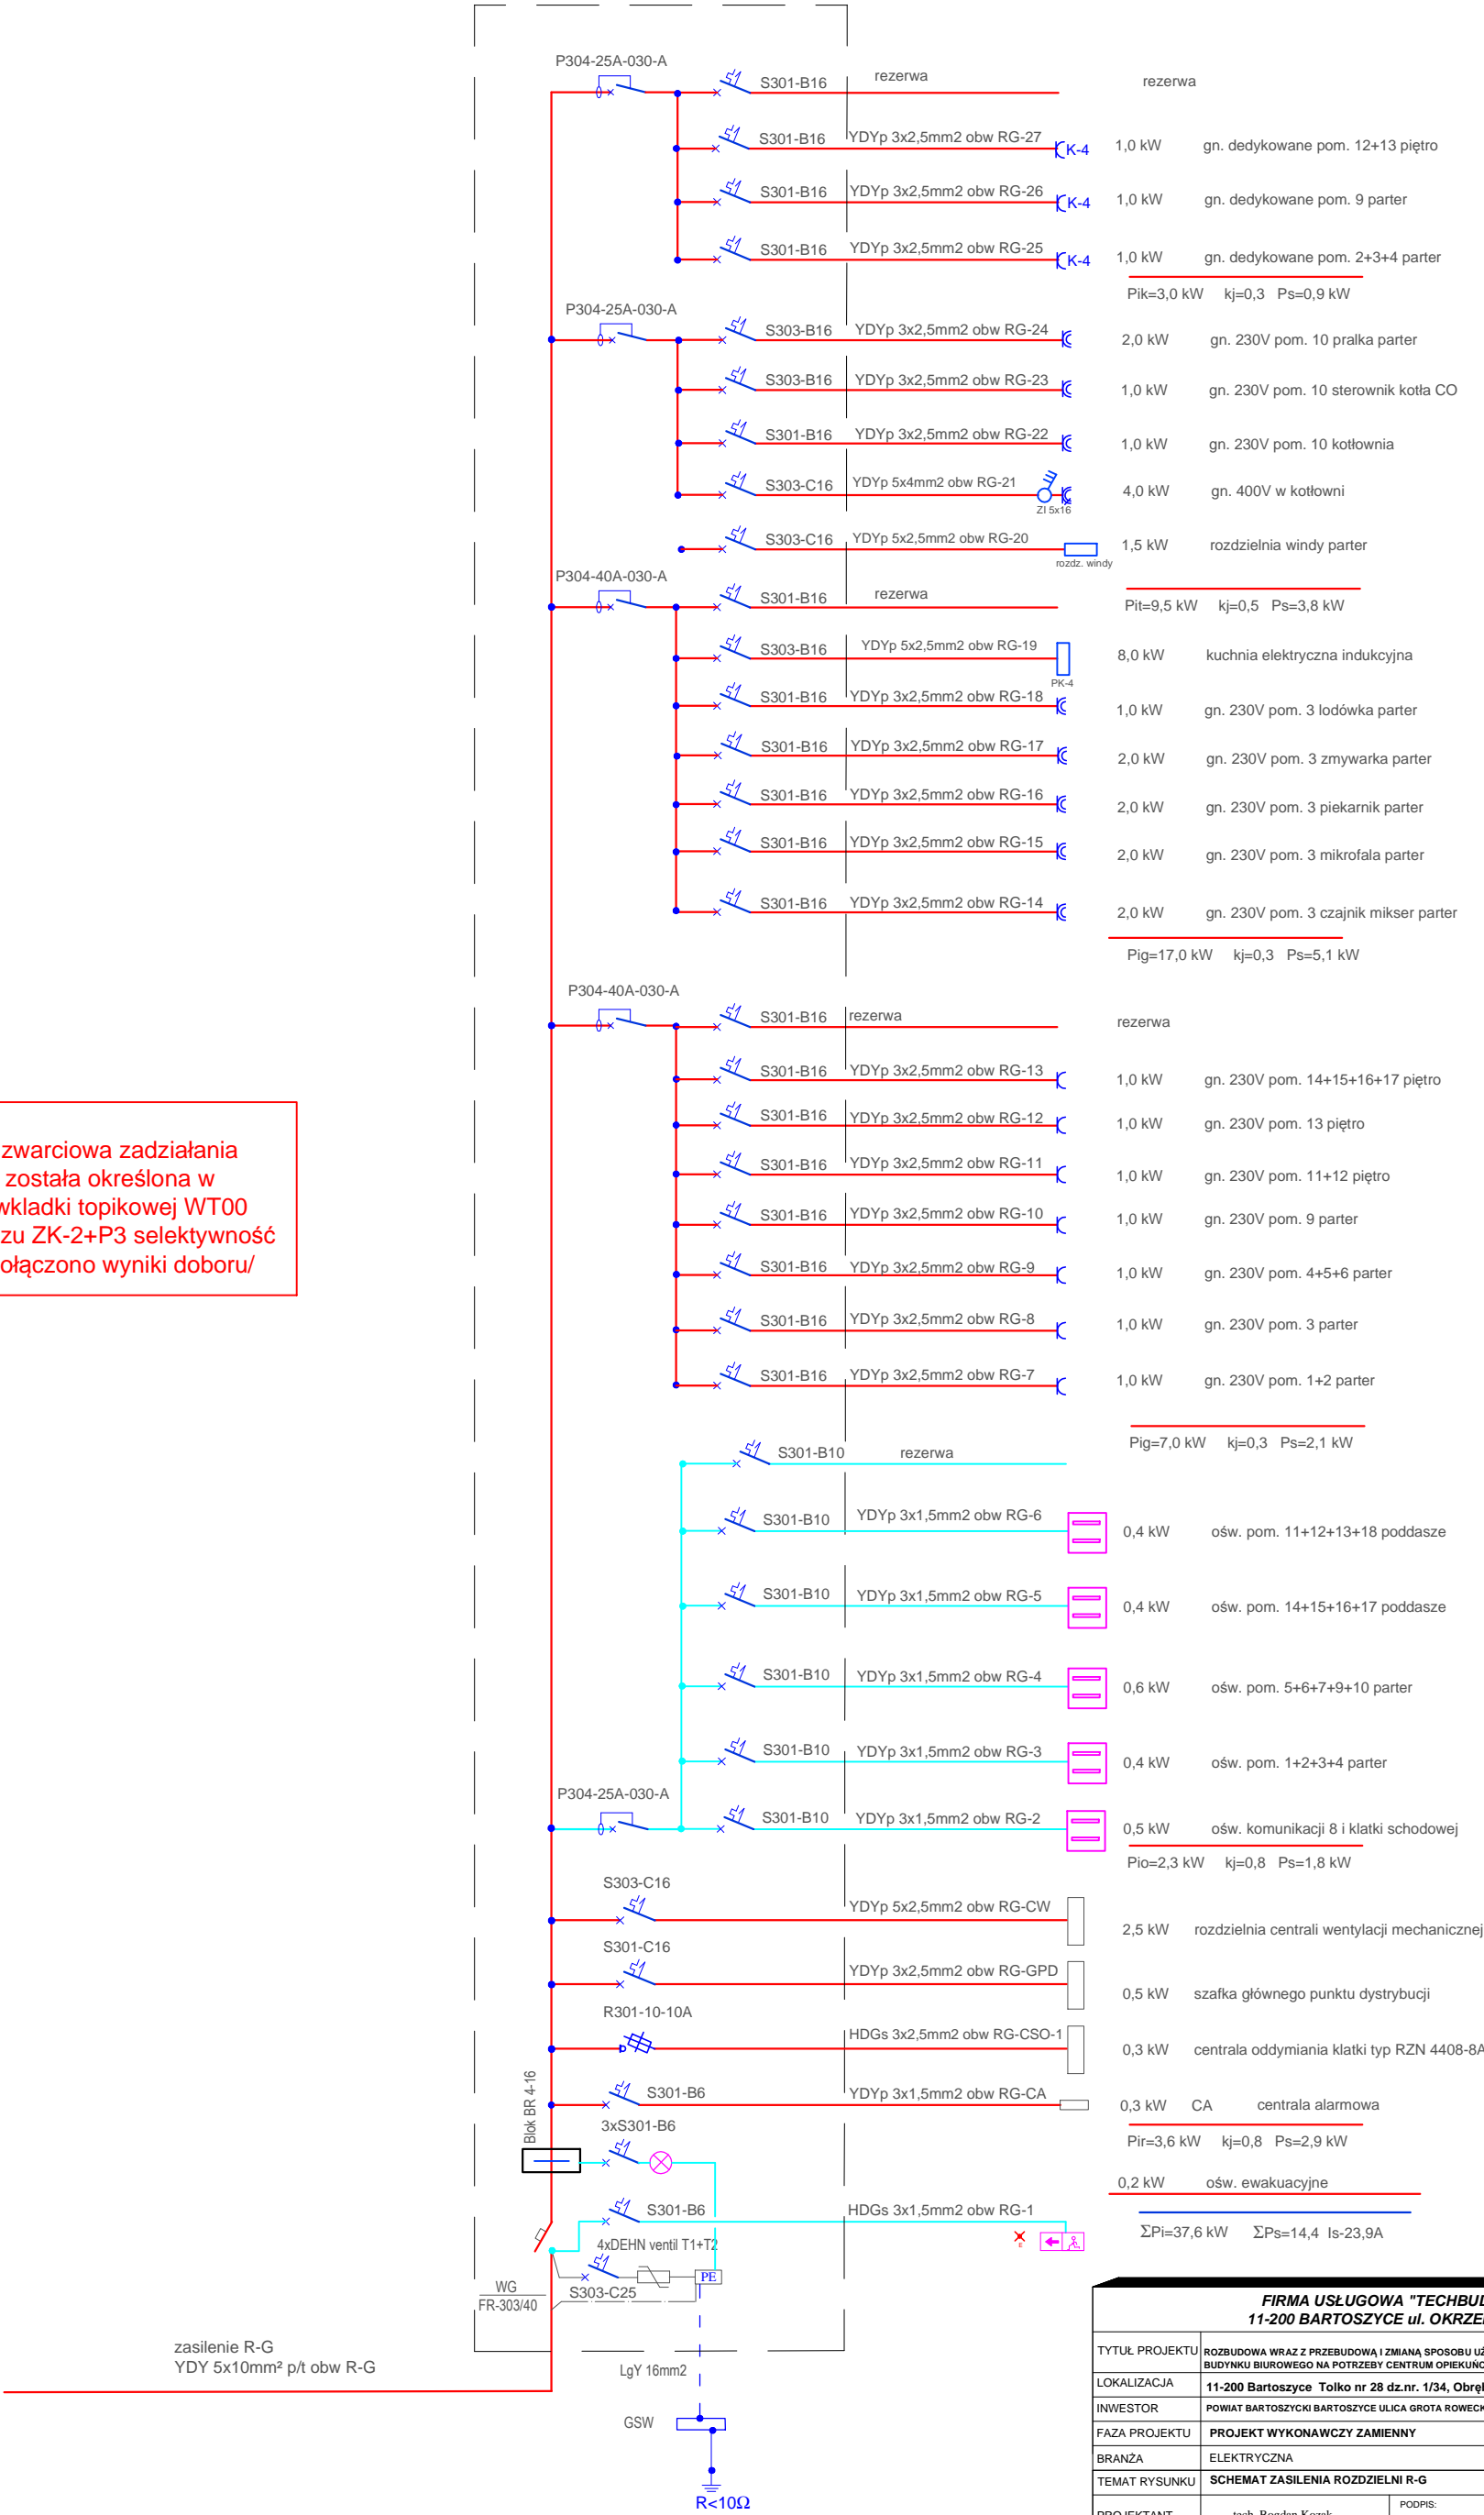 P304-25A-030-A
S301-B16 rezerwa rezerwa
S301-B16 YDYp 3x2,5mm2 obw RG-27 K-4 1,0 kW gn. dedykowane pom. 12+13 piętro
S301-B16 YDYp 3x2,5mm2 obw RG-26 K-4 1,0 kW gn. dedykowane pom. 9 parter
S301-B16 YDYp 3x2,5mm2 obw RG-25 K-4 1,0 kW gn. dedykowane pom. 2+3+4 parter
Pik=3,0 kW kj=0,3 Ps=0,9 kW
P304-25A-030-A
S303-B16 YDYp 3x2,5mm2 obw RG-24 2,0 kW gn. 230V pom. 10 pralka parter
S303-B16 YDYp 3x2,5mm2 obw RG-23 1,0 kW gn. 230V pom. 10 sterownik kotła CO
S301-B16 YDYp 3x2,5mm2 obw RG-22 1,0 kW gn. 230V pom. 10 kotłownia
S303-C16 YDYp 5x4mm2 obw RG-21 4,0 kW gn. 400V w kotłowni
ZI 5x16
S303-C16 YDYp 5x2,5mm2 obw RG-20 1,5 kW rozdzielnia windy parter
rozdz. windy
P304-40A-030-A
S301-B16 rezerwa
Pit=9,5 kW kj=0,5 Ps=3,8 kW
S303-B16 YDYp 5x2,5mm2 obw RG-19 8,0 kW kuchnia elektryczna indukcyjna
PK-4
S301-B16 YDYp 3x2,5mm2 obw RG-18 1,0 kW gn. 230V pom. 3 lodówka parter
S301-B16 YDYp 3x2,5mm2 obw RG-17 2,0 kW gn. 230V pom. 3 zmywarka parter
S301-B16 YDYp 3x2,5mm2 obw RG-16 2,0 kW gn. 230V pom. 3 piekarnik parter
S301-B16 YDYp 3x2,5mm2 obw RG-15 2,0 kW gn. 230V pom. 3 mikrofala parter
S301-B16 YDYp 3x2,5mm2 obw RG-14 2,0 kW gn. 230V pom. 3 czajnik mikser parter
Pig=17,0 kW kj=0,3 Ps=5,1 kW
P304-40A-030-A
S301-B16 rezerwa rezerwa
S301-B16 YDYp 3x2,5mm2 obw RG-13 1,0 kW gn. 230V pom. 14+15+16+17 piętro
S301-B16 YDYp 3x2,5mm2 obw RG-12 1,0 kW gn. 230V pom. 13 piętro
S301-B16 YDYp 3x2,5mm2 obw RG-11 1,0 kW gn. 230V pom. 11+12 piętro
S301-B16 YDYp 3x2,5mm2 obw RG-10 1,0 kW gn. 230V pom. 9 parter
S301-B16 YDYp 3x2,5mm2 obw RG-9 1,0 kW gn. 230V pom. 4+5+6 parter
S301-B16 YDYp 3x2,5mm2 obw RG-8 1,0 kW gn. 230V pom. 3 parter
S301-B16 YDYp 3x2,5mm2 obw RG-7 1,0 kW gn. 230V pom. 1+2 parter
Pig=7,0 kW kj=0,3 Ps=2,1 kW
zwarciowa zadziałania
została określona w
wkladki topikowej WT00
zu ZK-2+P3 selektywność
ołączono wyniki doboru/
S301-B10 rezerwa
S301-B10 YDYp 3x1,5mm2 obw RG-6 0,4 kW ośw. pom. 11+12+13+18 poddasze
S301-B10 YDYp 3x1,5mm2 obw RG-5 0,4 kW ośw. pom. 14+15+16+17 poddasze
S301-B10 YDYp 3x1,5mm2 obw RG-4 0,6 kW ośw. pom. 5+6+7+9+10 parter
S301-B10 YDYp 3x1,5mm2 obw RG-3 0,4 kW ośw. pom. 1+2+3+4 parter
P304-25A-030-A
S301-B10 YDYp 3x1,5mm2 obw RG-2 0,5 kW ośw. komunikacji 8 i klatki schodowej
Pio=2,3 kW kj=0,8 Ps=1,8 kW
S303-C16
YDYp 5x2,5mm2 obw RG-CW 2,5 kW rozdzielnia centrali wentylacji mechanicznej
S301-C16
YDYp 3x2,5mm2 obw RG-GPD 0,5 kW szafka głównego punktu dystrybucji
R301-10-10A
HDGs 3x2,5mm2 obw RG-CSO-1 0,3 kW centrala oddymiania klatki typ RZN 4408-8A
S301-B6 YDYp 3x1,5mm2 obw RG-CA 0,3 kW CA centrala alarmowa
Blok BR 4-16
3xS301-B6
Pir=3,6 kW kj=0,8 Ps=2,9 kW
0,2 kW ośw. ewakuacyjne
S301-B6 HDGs 3x1,5mm2 obw RG-1
E
ΣPi=37,6 kW ΣPs=14,4 Is-23,9A
4xDEHN ventil T1+T2
PE
S303-C25
WG
FR-303/40
zasilenie R-G
YDY 5x10mm² p/t obw R-G
LgY 16mm2
GSW
R<10Ω
FIRMA USŁUGOWA "TECHBUD
11-200 BARTOSZYCE ul. OKRZE
TYTUŁ PROJEKTU ROZBUDOWA WRAZ Z PRZEBUDOWĄ I ZMIANĄ SPOSOBU UŻ
BUDYNKU BIUROWEGO NA POTRZEBY CENTRUM OPIEKUŃC
LOKALIZACJA 11-200 Bartoszyce Tolko nr 28 dz.nr. 1/34, Obręb
INWESTOR POWIAT BARTOSZYCKI BARTOSZYCE ULICA GROTA ROWECK
FAZA PROJEKTU PROJEKT WYKONAWCZY ZAMIENNY
BRANŻA ELEKTRYCZNA
TEMAT RYSUNKU SCHEMAT ZASILENIA ROZDZIELNI R-G
PROJEKTANT tech. Bogdan Kozak PODPIS: